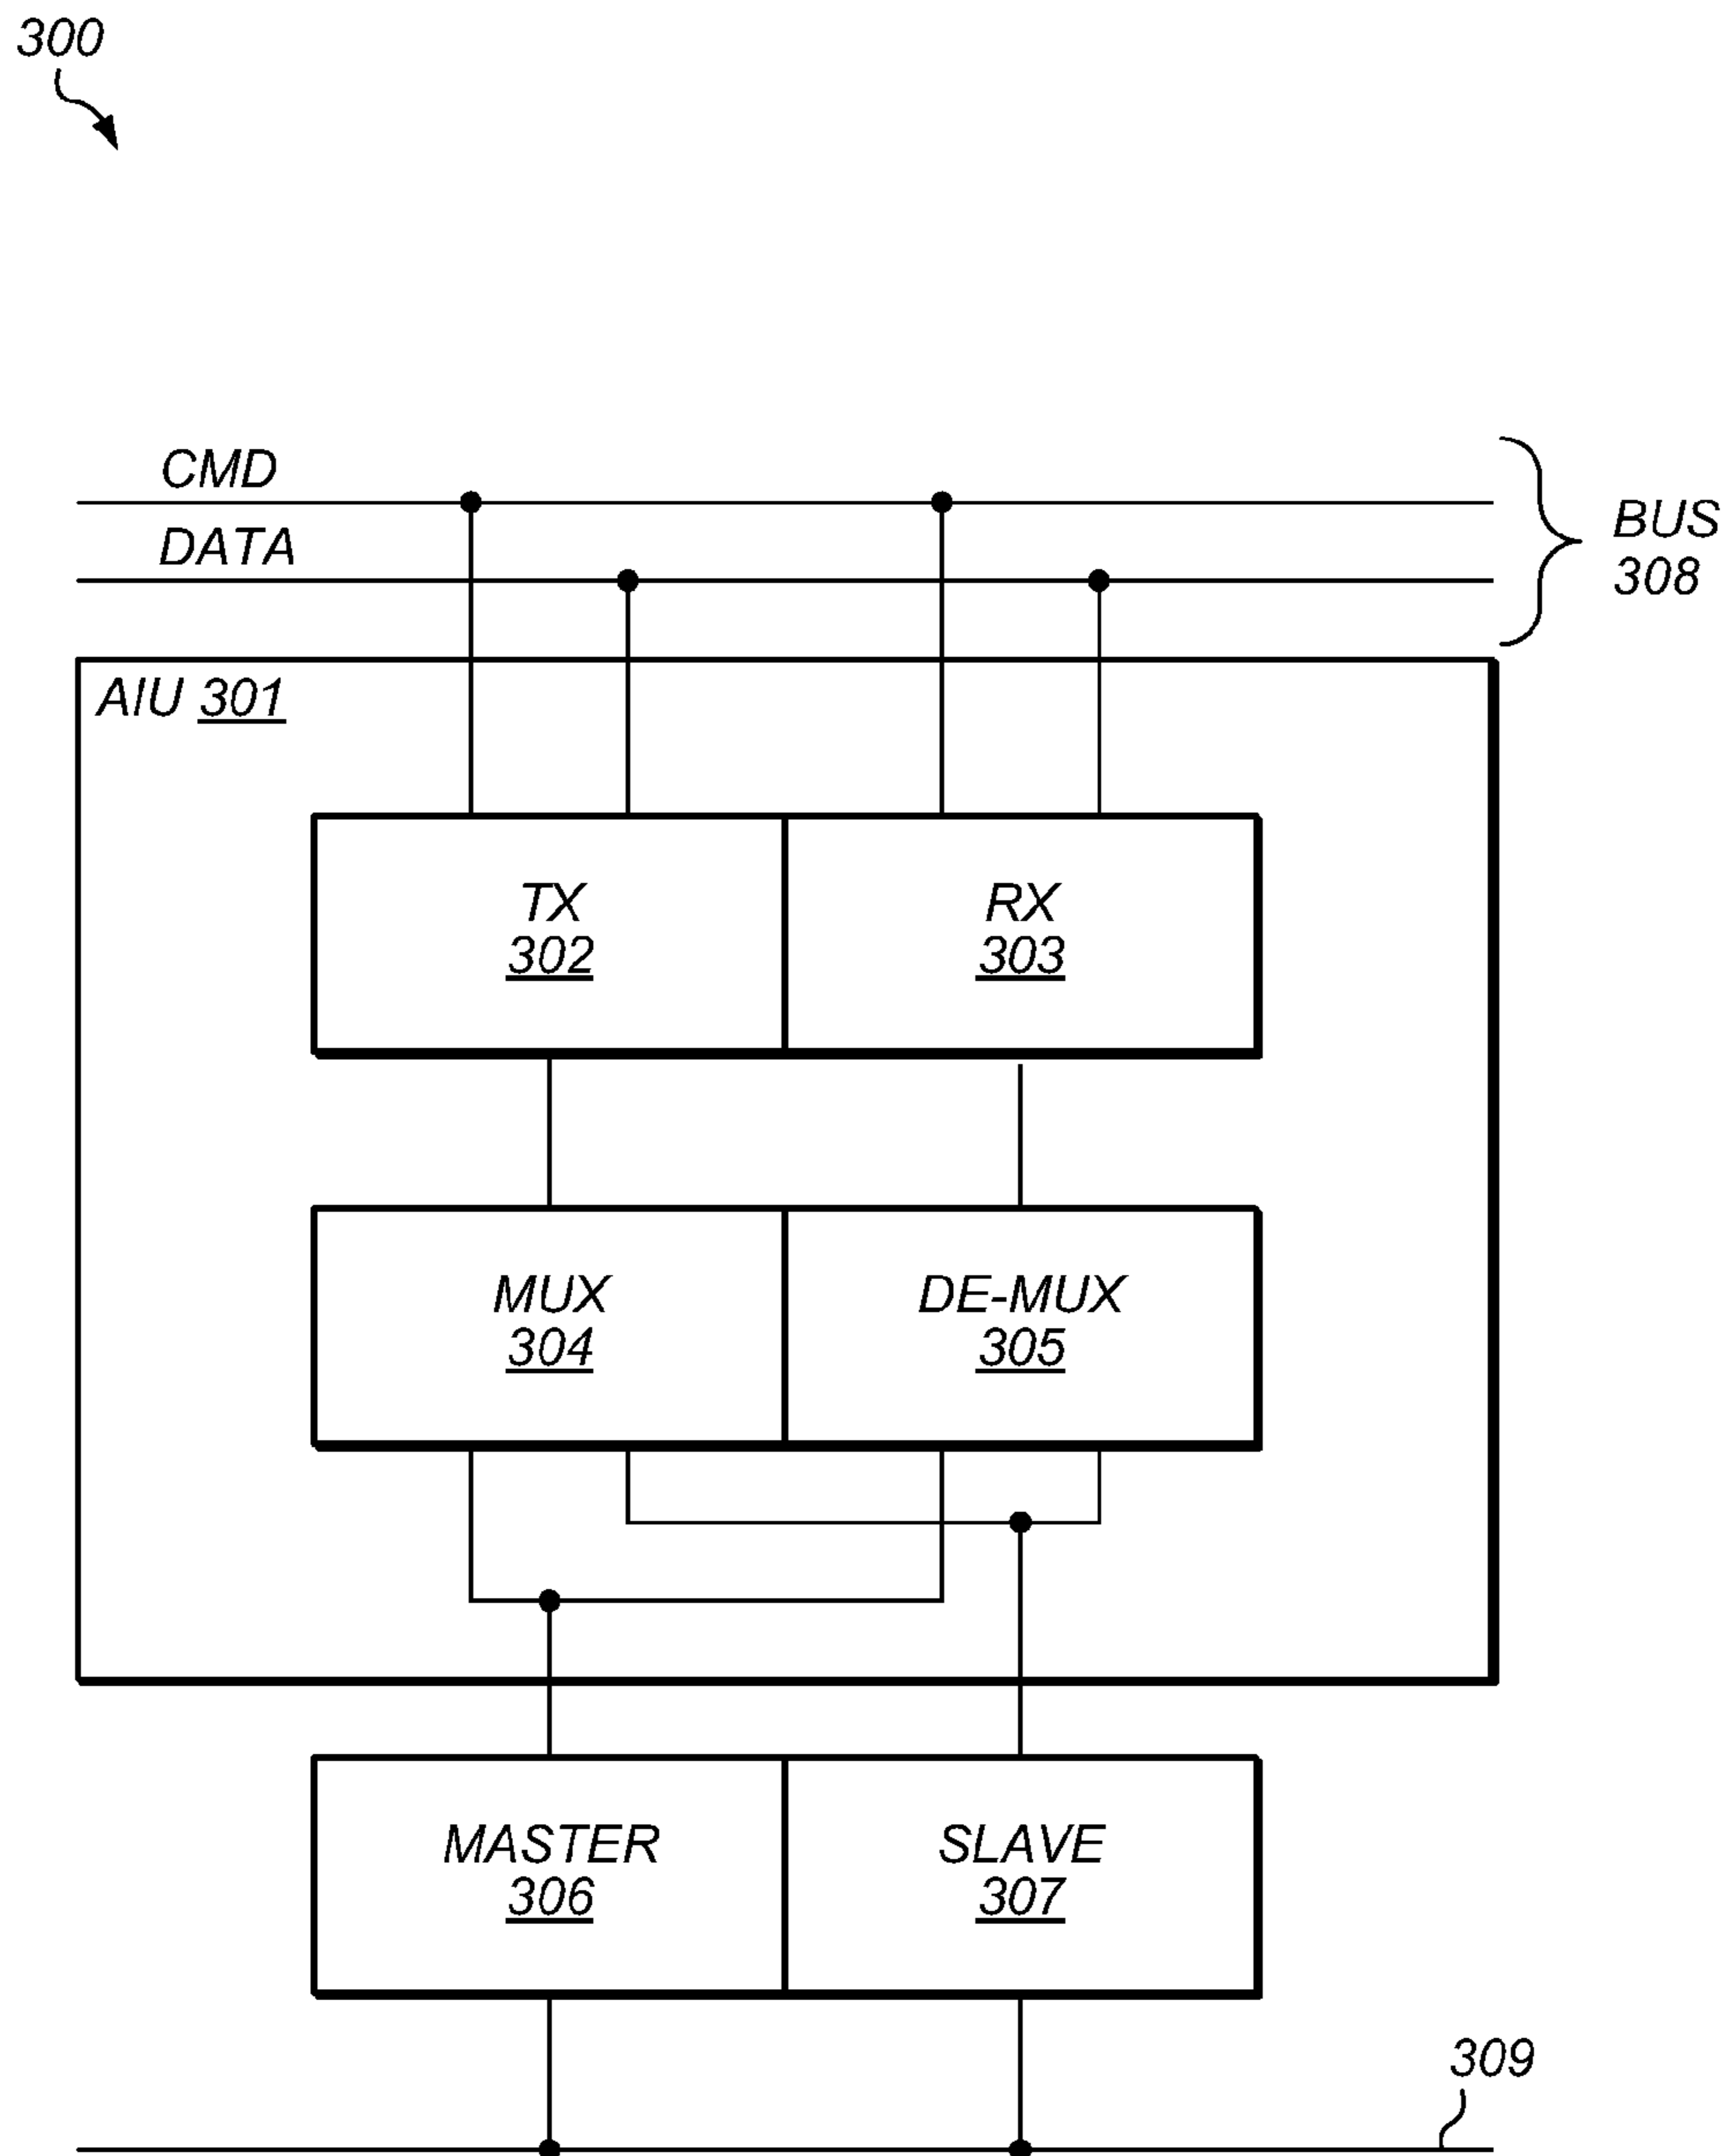 300
CMD
DATA
BUS
308
AIU 301
TX
302
RX
303
MUX
304
DE-MUX
305
MASTER
306
SLAVE
307
309